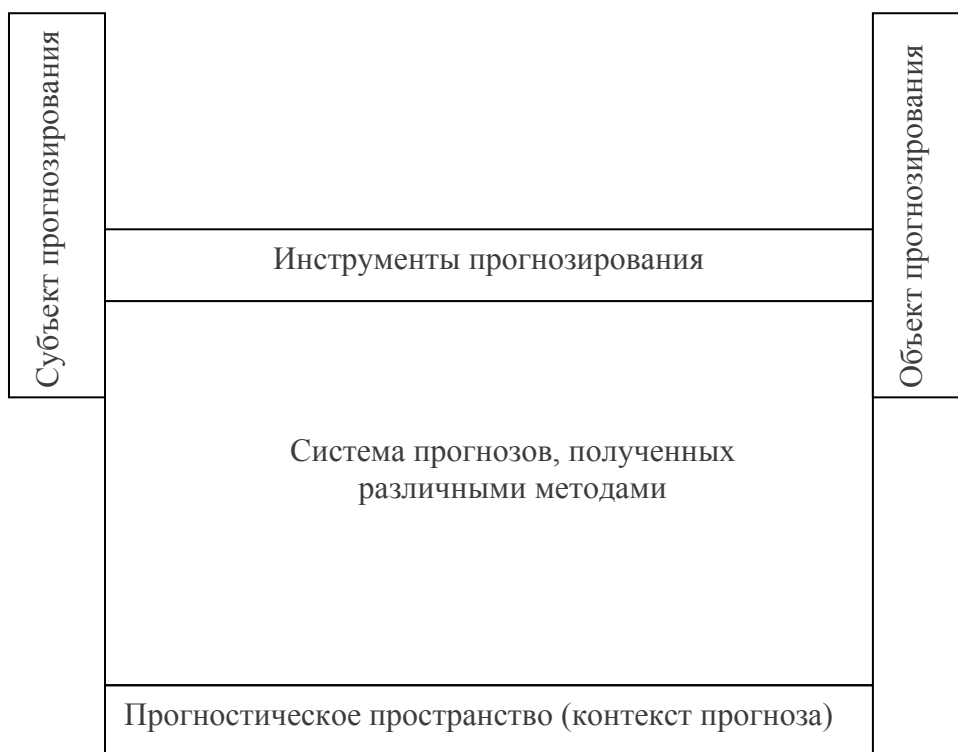 Субъект прогнозирования
Объект прогнозирования
Инструменты прогнозирования
Система прогнозов, полученных
различными методами
Прогностическое пространство (контекст прогноза)